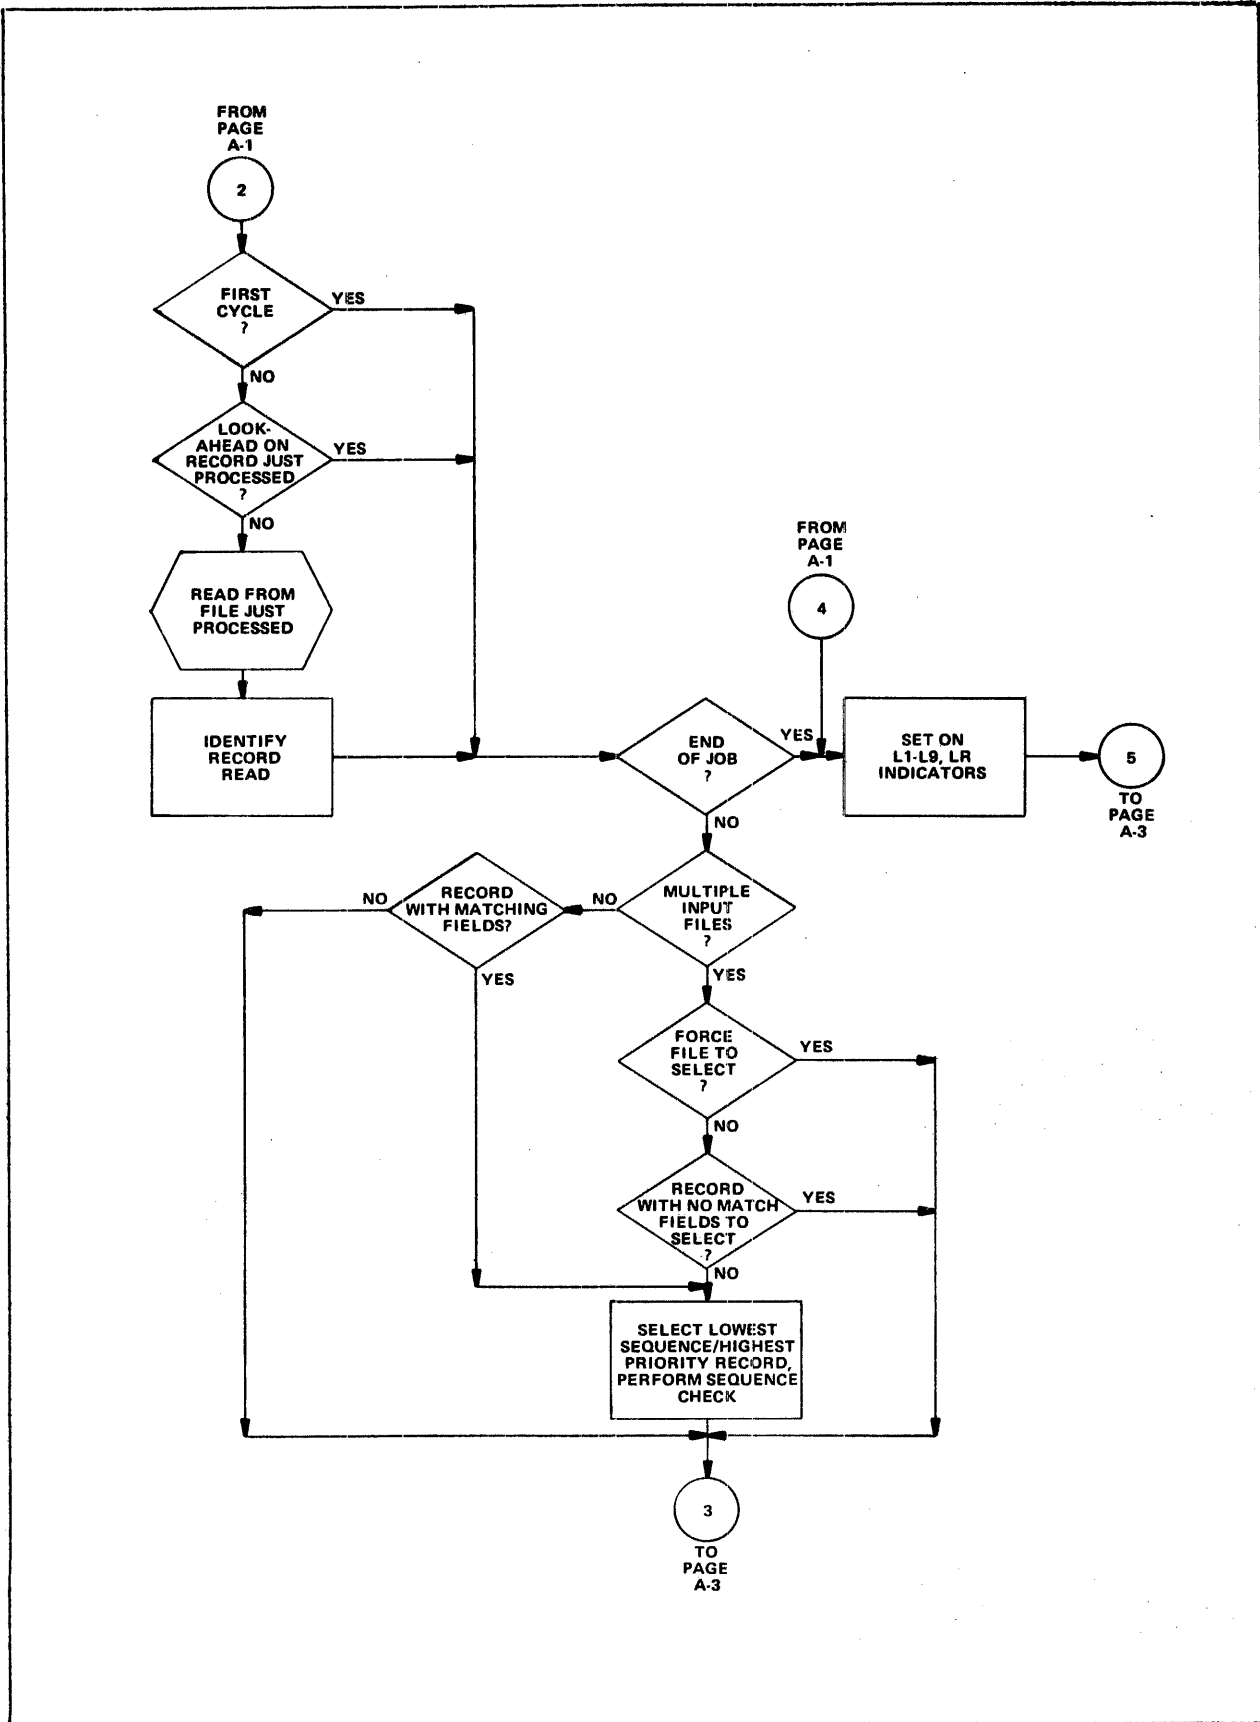 FROM
PAGE
A-1
2
FIRST
CYCLE
?
YES
NO
LOOK-
AHEAD ON
RECORD JUST
PROCESSED
?
YES
NO
READ FROM
FILE JUST
PROCESSED
IDENTIFY
RECORD
READ
FROM
PAGE
A-1
4
END
OF JOB
?
YES
SET ON
L1-L9, LR
INDICATORS
5
TO
PAGE
A-3
NO
MULTIPLE
INPUT
FILES
?
NO
RECORD
WITH MATCHING
FIELDS?
NO
YES
YES
FORCE
FILE TO
SELECT
?
YES
NO
RECORD
WITH NO MATCH
FIELDS TO
SELECT
?
YES
NO
SELECT LOWEST
SEQUENCE/HIGHEST
PRIORITY RECORD,
PERFORM SEQUENCE
CHECK
3
TO
PAGE
A-3